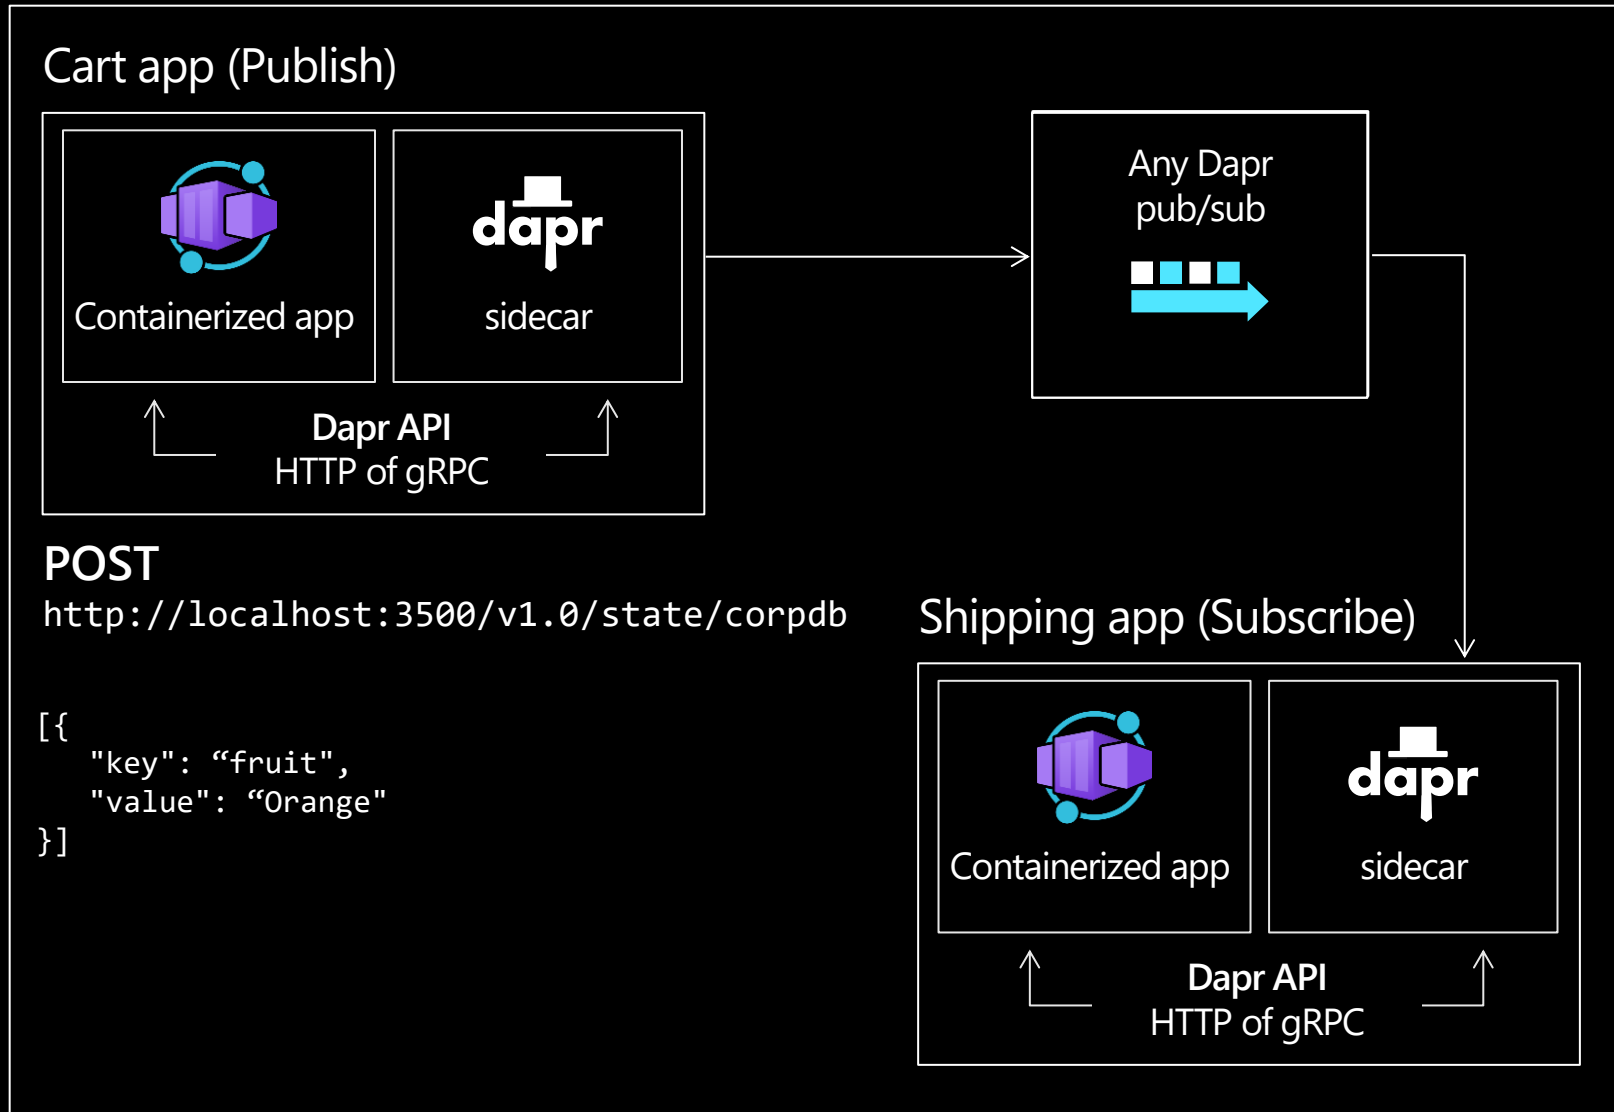 Cart app (Publish)
dapr
Containerized app
sidecar
Dapr API
HTTP of gRPC
Any Dapr
pub/sub
POST
http://localhost:3500/v1.0/state/corpdb
[{
"key": “fruit",
"value": “Orange"
}]
Shipping app (Subscribe)
dapr
Containerized app
sidecar
Dapr API
HTTP of gRPC